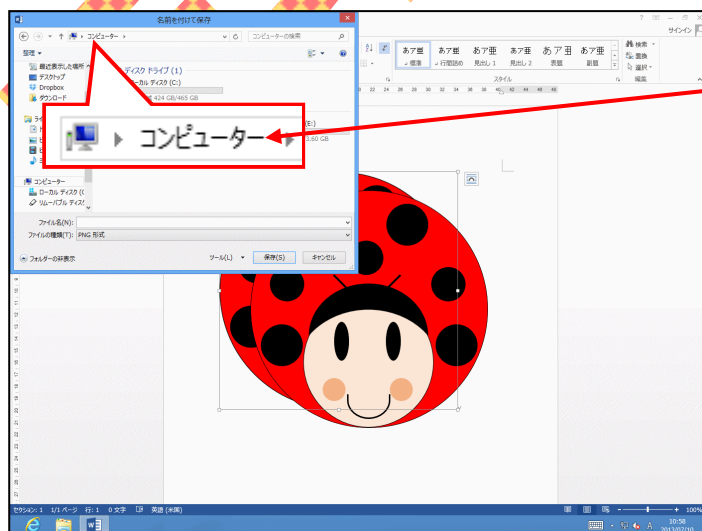 名前を付けて保存
コンピューター
コンピューターの検索
整理
最近表示した場所
デスクトップ
Dropbox
ダウンロード
ディスク ドライブ (1)
ディスク (C:)
424 GB/465 GB
(E:)
3.60 GB
コンピューター
コンピューター
ローカル ディスク (C
リムーバブル ディスク
ファイル名(N):
ファイルの種類(T): PNG 形式
フォルダーの非表示
ツール(L)
保存(S)
キャンセル
サインイン
あア亜 あア亜 あア亜 あア亜 あア亜 あア亜
標準 行間詰め 見出し 1 見出し 2 表題 副題
スタイル
検索
置換
選択
編集
セクション: 1 1/1 ページ 行: 1 0 文字 英語 (米国)
100%
A
10:58
2013/07/10